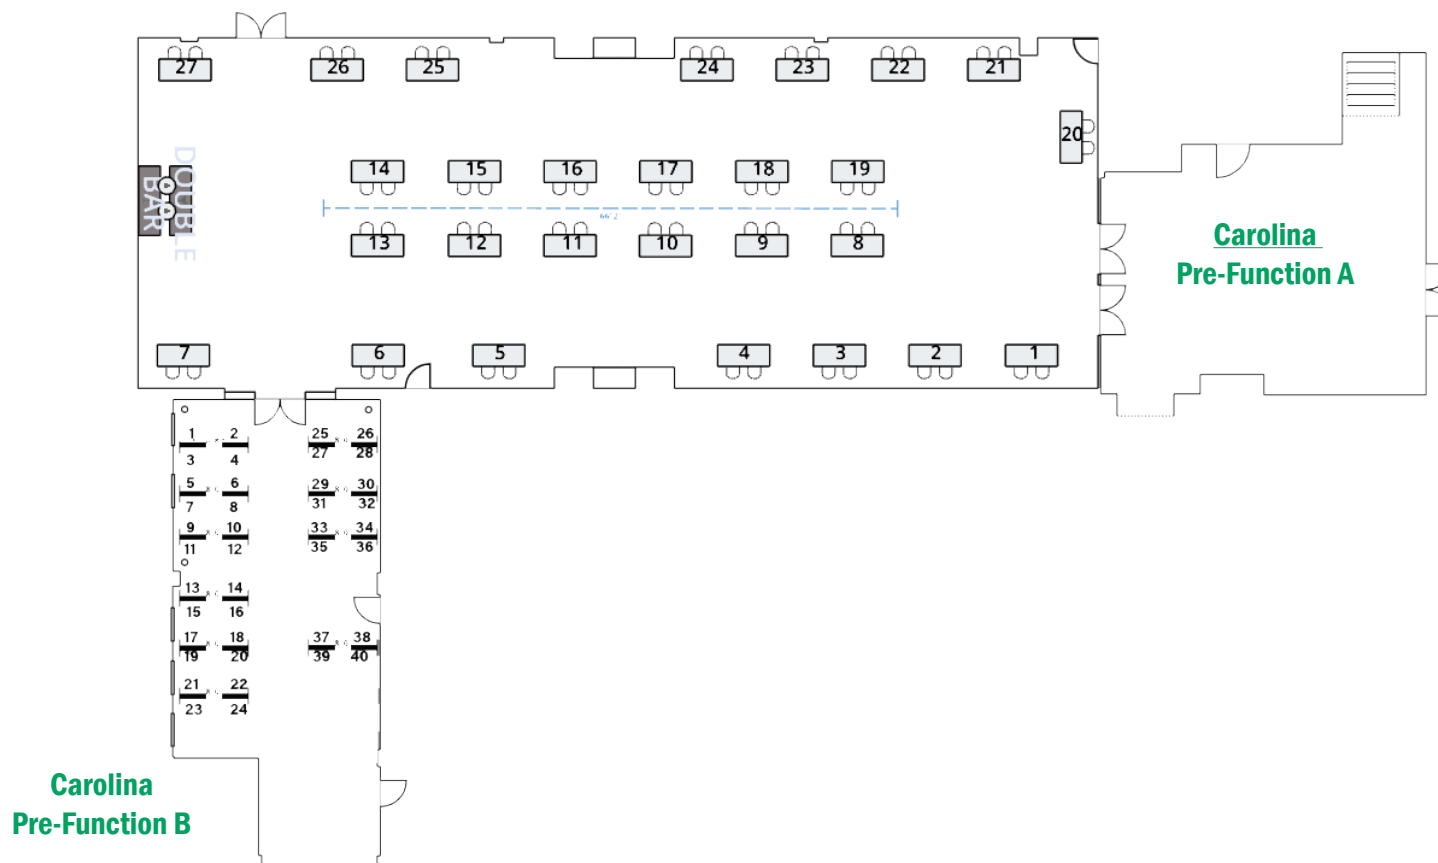 27 26 25 24 23 22 21
20
14 15 16 17 18 19
DOUBLE
BAR
66' 2"
13 12 11 10 9 8
Carolina
Pre-Function A
7 6 5 4 3 2 1
1 2 25 26
3 4 27 28
5 6 29 30
7 8 31 32
9 10 33 34
11 12 35 36
13 14
15 16
17 18 37 38
19 20 39 40
21 22
23 24
Carolina
Pre-Function B